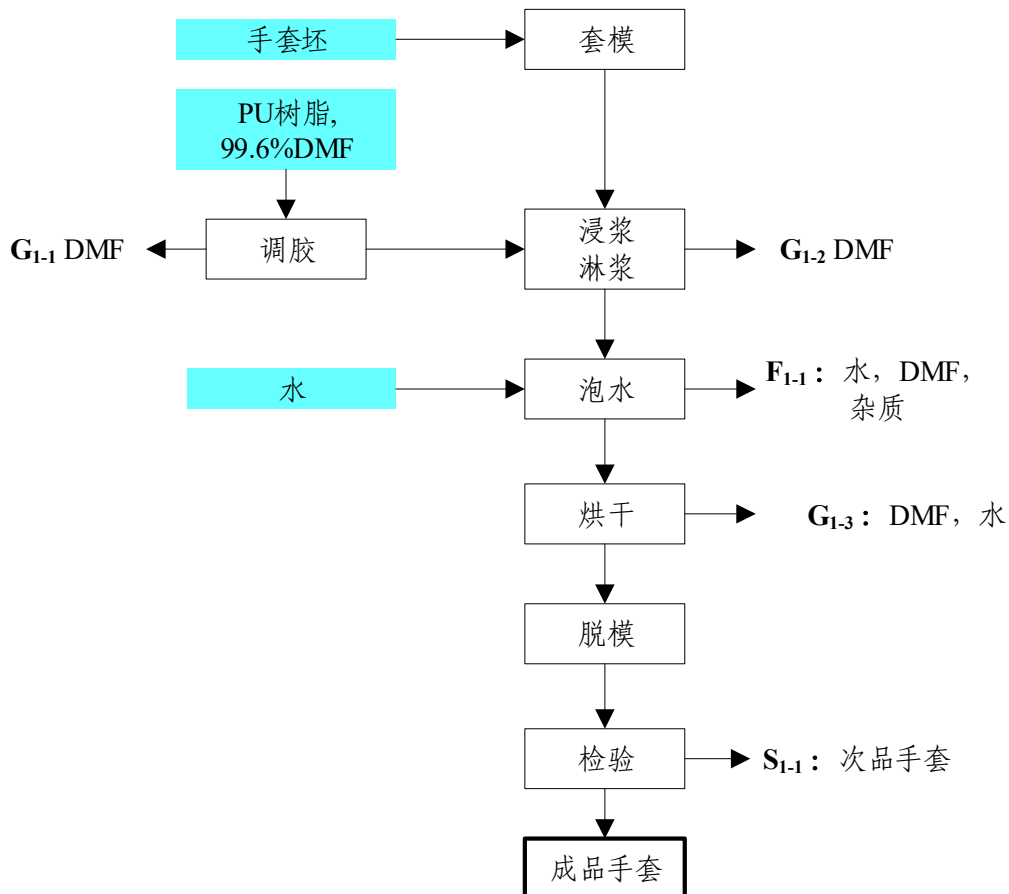 手套坯
套模
PU树脂,
99.6%DMF
G1-1 DMF
调胶
浸浆
淋浆
G1-2 DMF
水
泡水
F1-1： 水，DMF，
杂质
烘干
G1-3： DMF，水
脱模
检验
S1-1： 次品手套
成品手套